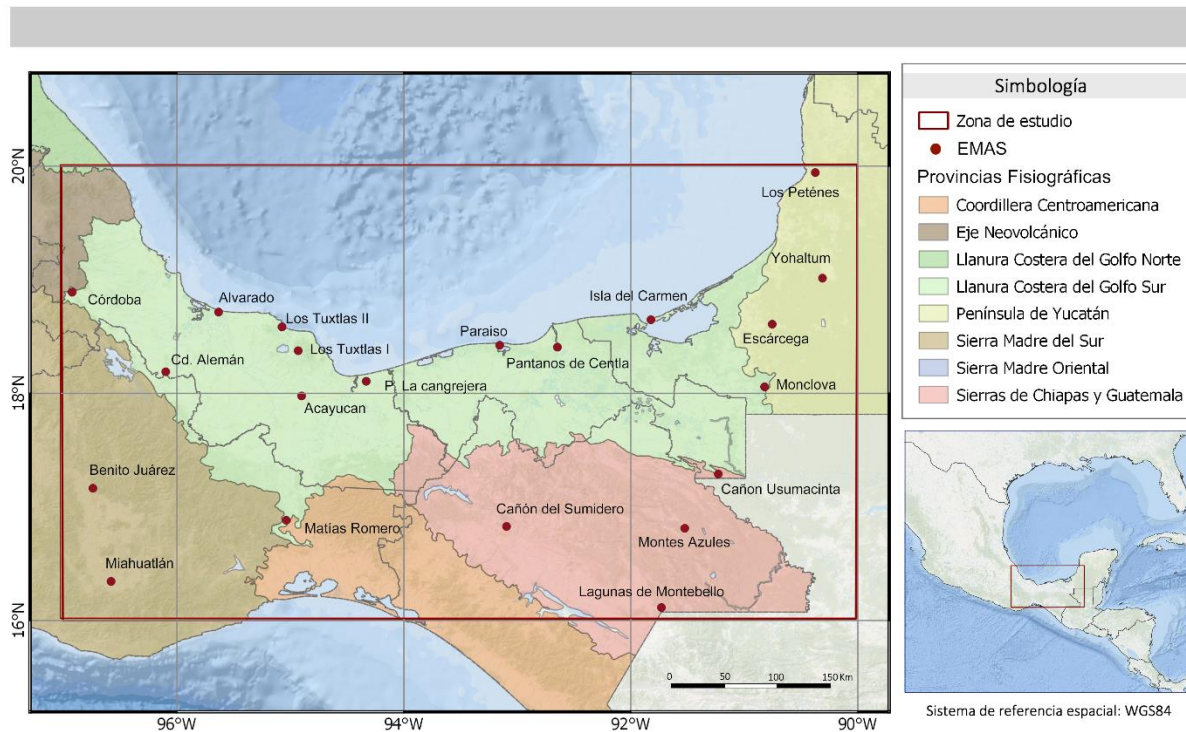 20°N
18°N
16°N
96°W
94°W
92°W
90°W
Los Peténes
Yohaltum
Córdoba
Alvarado
Isla del Carmen
Los Tuxtlas II
Escárcega
Paraiso
Los Tuxtlas I
Cd. Alemán
Pantanos de Centla
P. La cangrejera
Monclova
Acayucan
Benito Juárez
Cañon Usumacinta
Cañón del Sumidero
Matías Romero
Montes Azules
Miahuatlán
Lagunas de Montebello
0 50 100 150 Km
Simbología
Zona de estudio
EMAS
Provincias Fisiográficas
Coordillera Centroamericana
Eje Neovolcánico
Llanura Costera del Golfo Norte
Llanura Costera del Golfo Sur
Península de Yucatán
Sierra Madre del Sur
Sierra Madre Oriental
Sierras de Chiapas y Guatemala
Sistema de referencia espacial: WGS84